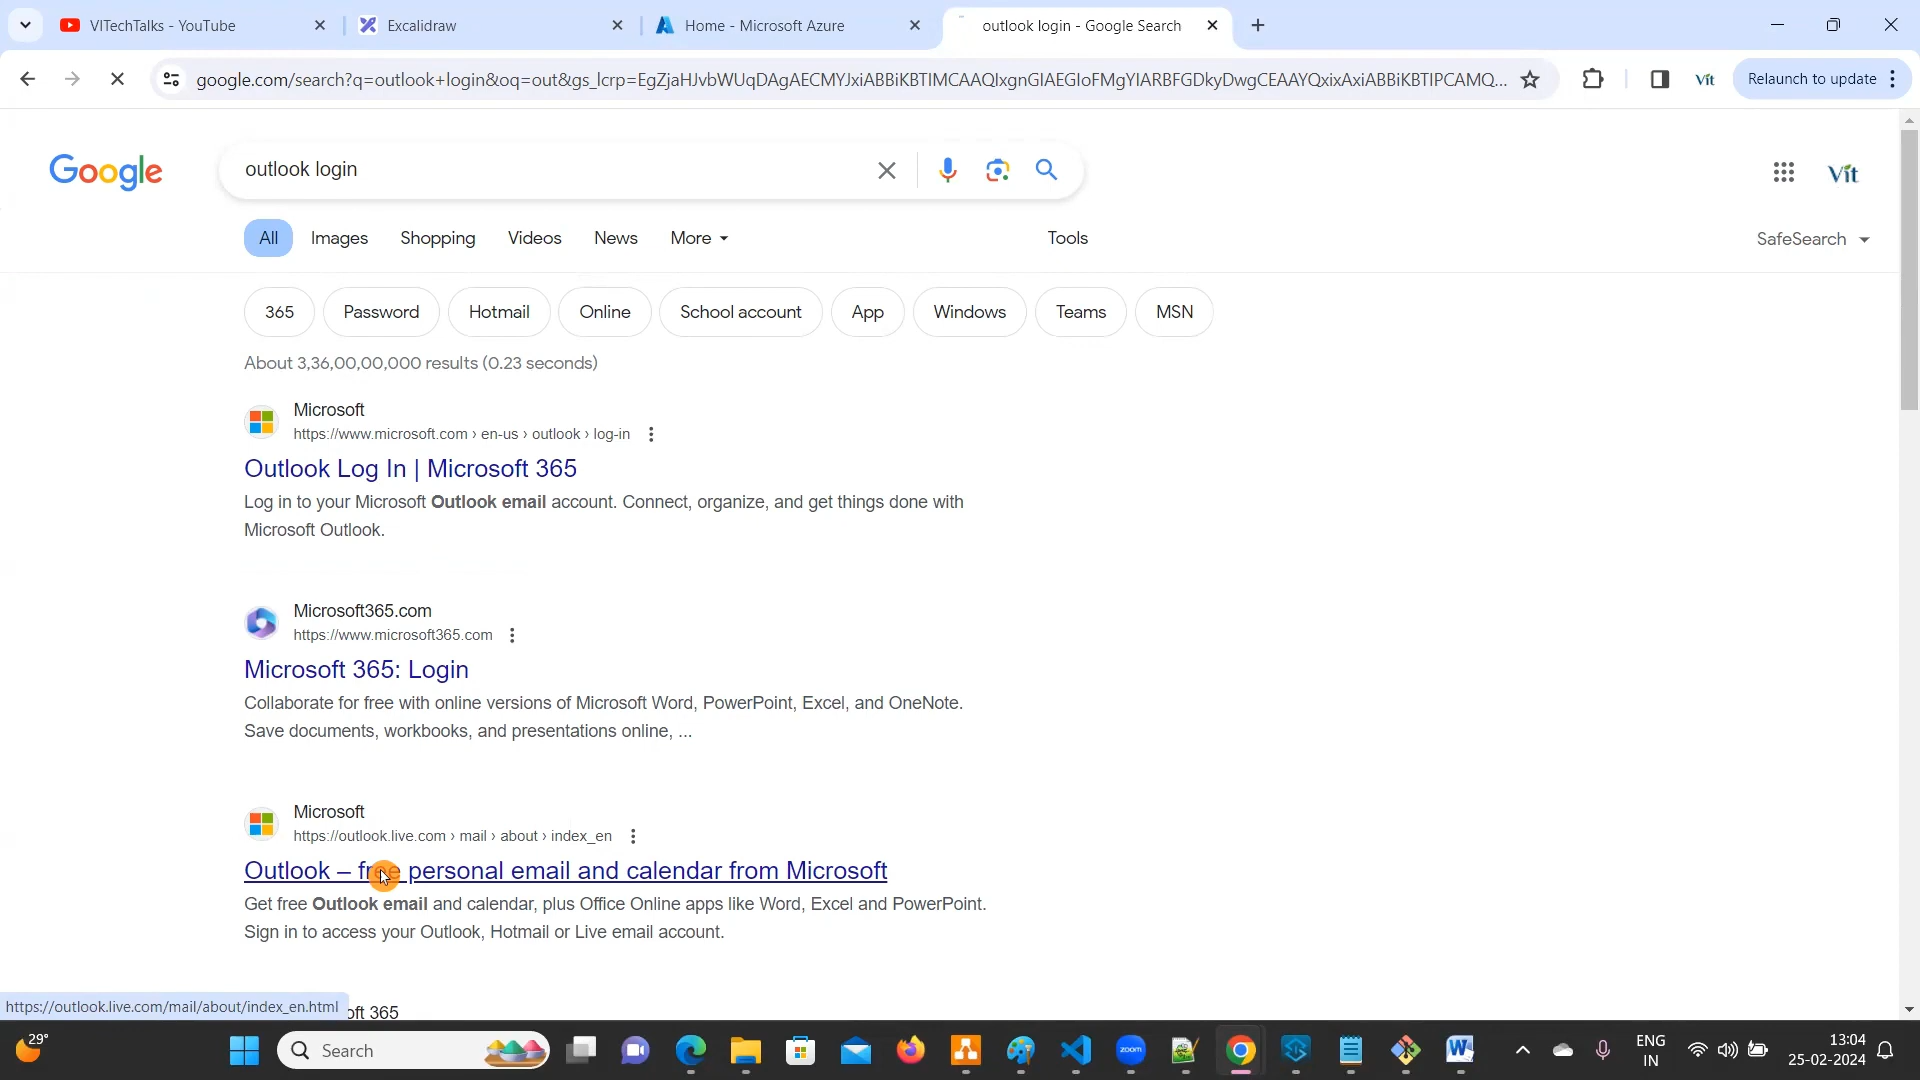 VITechTalks - YouTube
Excalidraw
Home - Microsoft Azure
outlook login - Google Search
google.com/search?q=outlook+login&oq=out&gs_lcrp=EgZjaHJvbWUqDAgAECMYJxiABBiKBTIMCAAQIxgnGIAEGIoFMgYIARBFGDkyDwgCEAAYQxixAxiABBiKBTIPCAMQ...
Vit
Relaunch to update
Google
outlook login
Vit
All
Images
Shopping
Videos
News
More
Tools
SafeSearch
365
Password
Hotmail
Online
School account
App
Windows
Teams
MSN
About 3,36,00,00,000 results (0.23 seconds)
Microsoft
https://www.microsoft.com › en-us › outlook › log-in
Outlook Log In | Microsoft 365
Log in to your Microsoft Outlook email account. Connect, organize, and get things done with
Microsoft Outlook.
Microsoft365.com
https://www.microsoft365.com
Microsoft 365: Login
Collaborate for free with online versions of Microsoft Word, PowerPoint, Excel, and OneNote.
Save documents, workbooks, and presentations online, ...
Microsoft
https://outlook.live.com › mail › about › index_en
Outlook – free personal email and calendar from Microsoft
Get free Outlook email and calendar, plus Office Online apps like Word, Excel and PowerPoint.
Sign in to access your Outlook, Hotmail or Live email account.
https://outlook.live.com/mail/about/index_en.html
oft 365
29°
Search
zoom
ENG
IN
13:04
25-02-2024